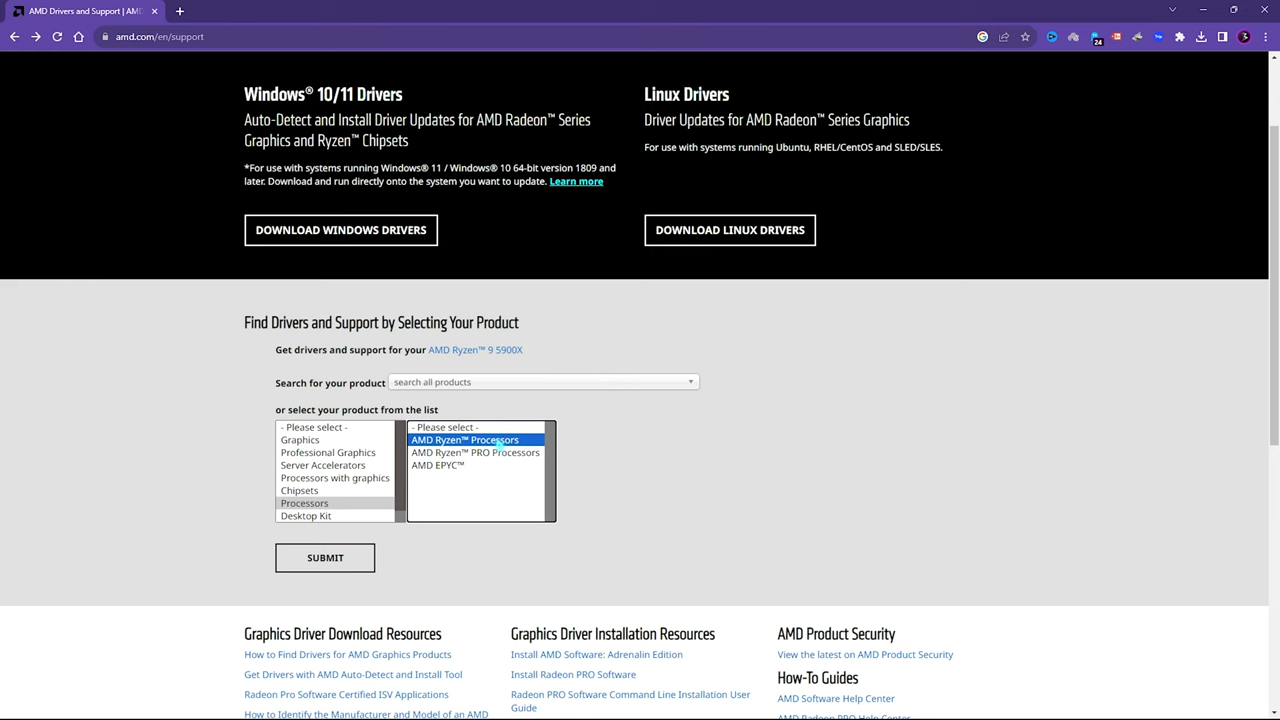 AMD Drivers and Support | AM
amd.com/en/support
24
Windows® 10/11 Drivers
Auto-Detect and Install Driver Updates for AMD Radeon™ Series
Graphics and Ryzen™ Chipsets
*For use with systems running Windows® 11 / Windows® 10 64-bit version 1809 and
later. Download and run directly onto the system you want to update. Learn more
DOWNLOAD WINDOWS DRIVERS
Linux Drivers
Driver Updates for AMD Radeon™ Series Graphics
For use with systems running Ubuntu, RHEL/CentOS and SLED/SLES.
DOWNLOAD LINUX DRIVERS
Find Drivers and Support by Selecting Your Product
Get drivers and support for your AMD Ryzen™ 9 5900X
Search for your product search all products
or select your product from the list
- Please select -
Graphics
Professional Graphics
Server Accelerators
Processors with graphics
Chipsets
Processors
Desktop Kit
- Please select -
AMD Ryzen™ Processors
AMD Ryzen™ PRO Processors
AMD EPYC™
SUBMIT
Graphics Driver Download Resources
How to Find Drivers for AMD Graphics Products
Get Drivers with AMD Auto-Detect and Install Tool
Radeon Pro Software Certified ISV Applications
How to Identify the Manufacturer and Model of an AMD
Graphics Driver Installation Resources
Install AMD Software: Adrenalin Edition
Install Radeon PRO Software
Radeon PRO Software Command Line Installation User
Guide
AMD Product Security
View the latest on AMD Product Security
How-To Guides
AMD Software Help Center
AMD Radeon PRO Help Center